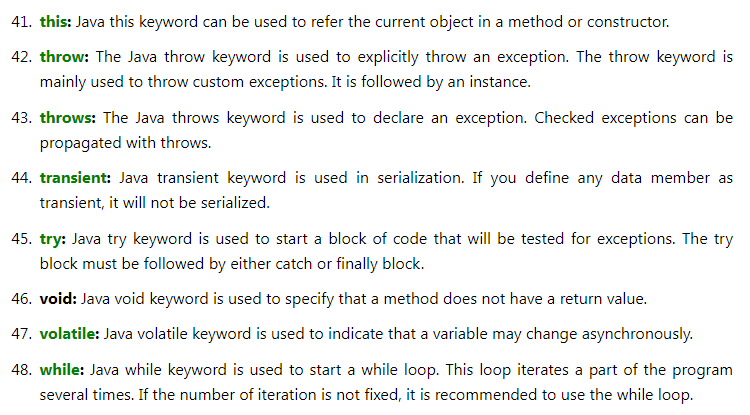 41. this: Java this keyword can be used to refer the current object in a method or constructor.
42. throw: The Java throw keyword is used to explicitly throw an exception. The throw keyword is
mainly used to throw custom exceptions. It is followed by an instance.
43. throws: The Java throws keyword is used to declare an exception. Checked exceptions can be
propagated with throws.
44. transient: Java transient keyword is used in serialization. If you define any data member as
transient, it will not be serialized.
45. try: Java try keyword is used to start a block of code that will be tested for exceptions. The try
block must be followed by either catch or finally block.
46. void: Java void keyword is used to specify that a method does not have a return value.
47. volatile: Java volatile keyword is used to indicate that a variable may change asynchronously.
48. while: Java while keyword is used to start a while loop. This loop iterates a part of the program
several times. If the number of iteration is not fixed, it is recommended to use the while loop.